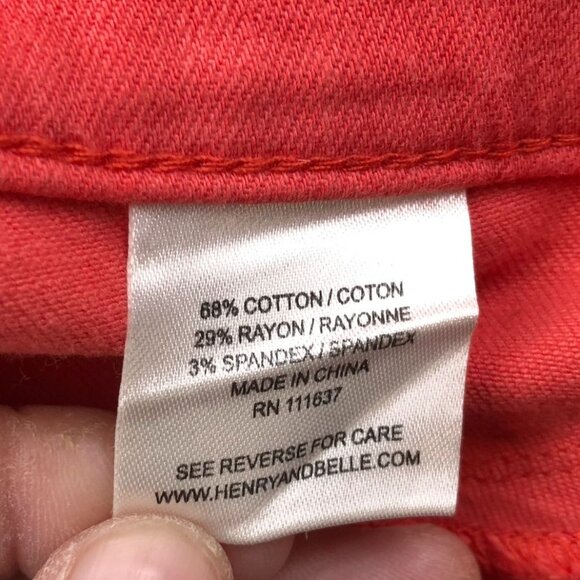 68% COTTON / COTON
29% RAYON / RAYONNE
3% SPANDEX / SPANDEX
MADE IN CHINA
RN 111637
SEE REVERSE FOR CARE
WWW.HENRYANDBELLE.COM